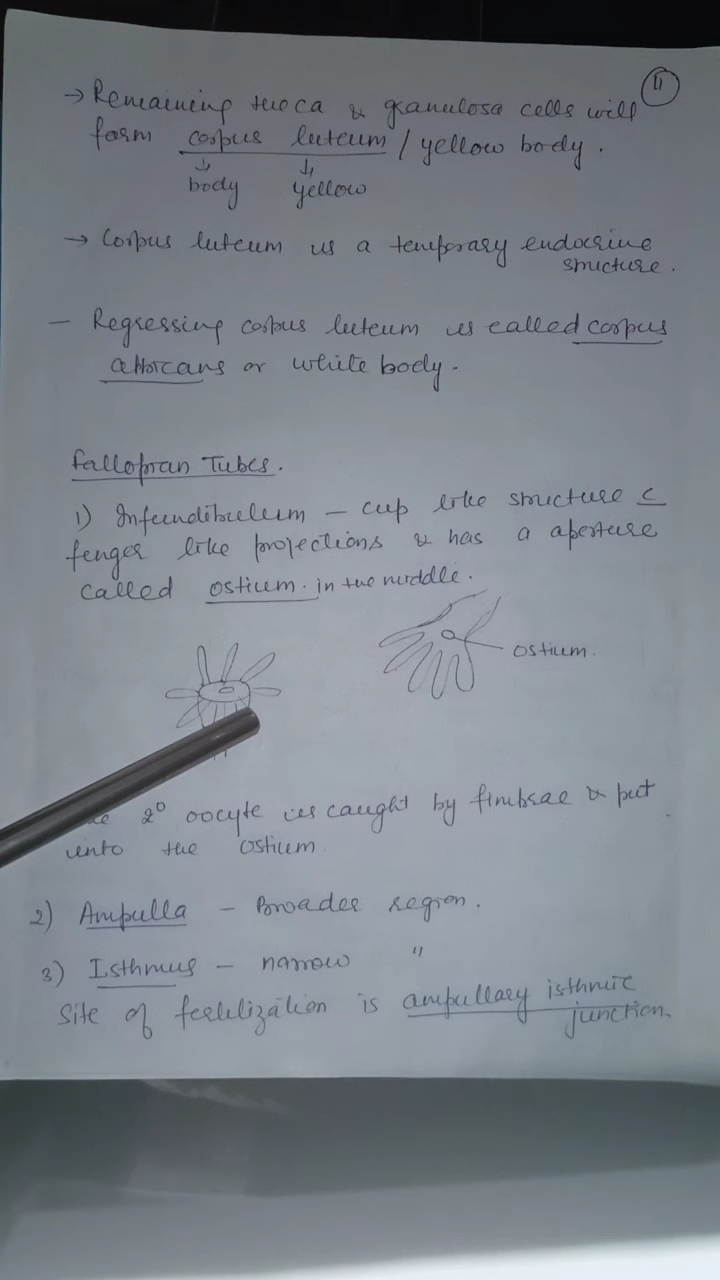 4
→ Remaining theca & granulosa cells will
form corpus luteum / yellow body.
↓ ↓
body yellow
→ Corpus luteum is a temporary endocrine
structure.
– Regressing corpus luteum is called corpus
albicans or white body.
Fallopian Tubes.
1) Infundibulum – cup like structure c̄
finger like projections & has a aperture
called ostium. in the middle.
ostium.
2° oocyte is caught by fimbrae & put
into the ostium
2) Ampulla – Broader region.
3) Isthmus – narrow "
Site of fertilization is ampullary isthmic
junction.